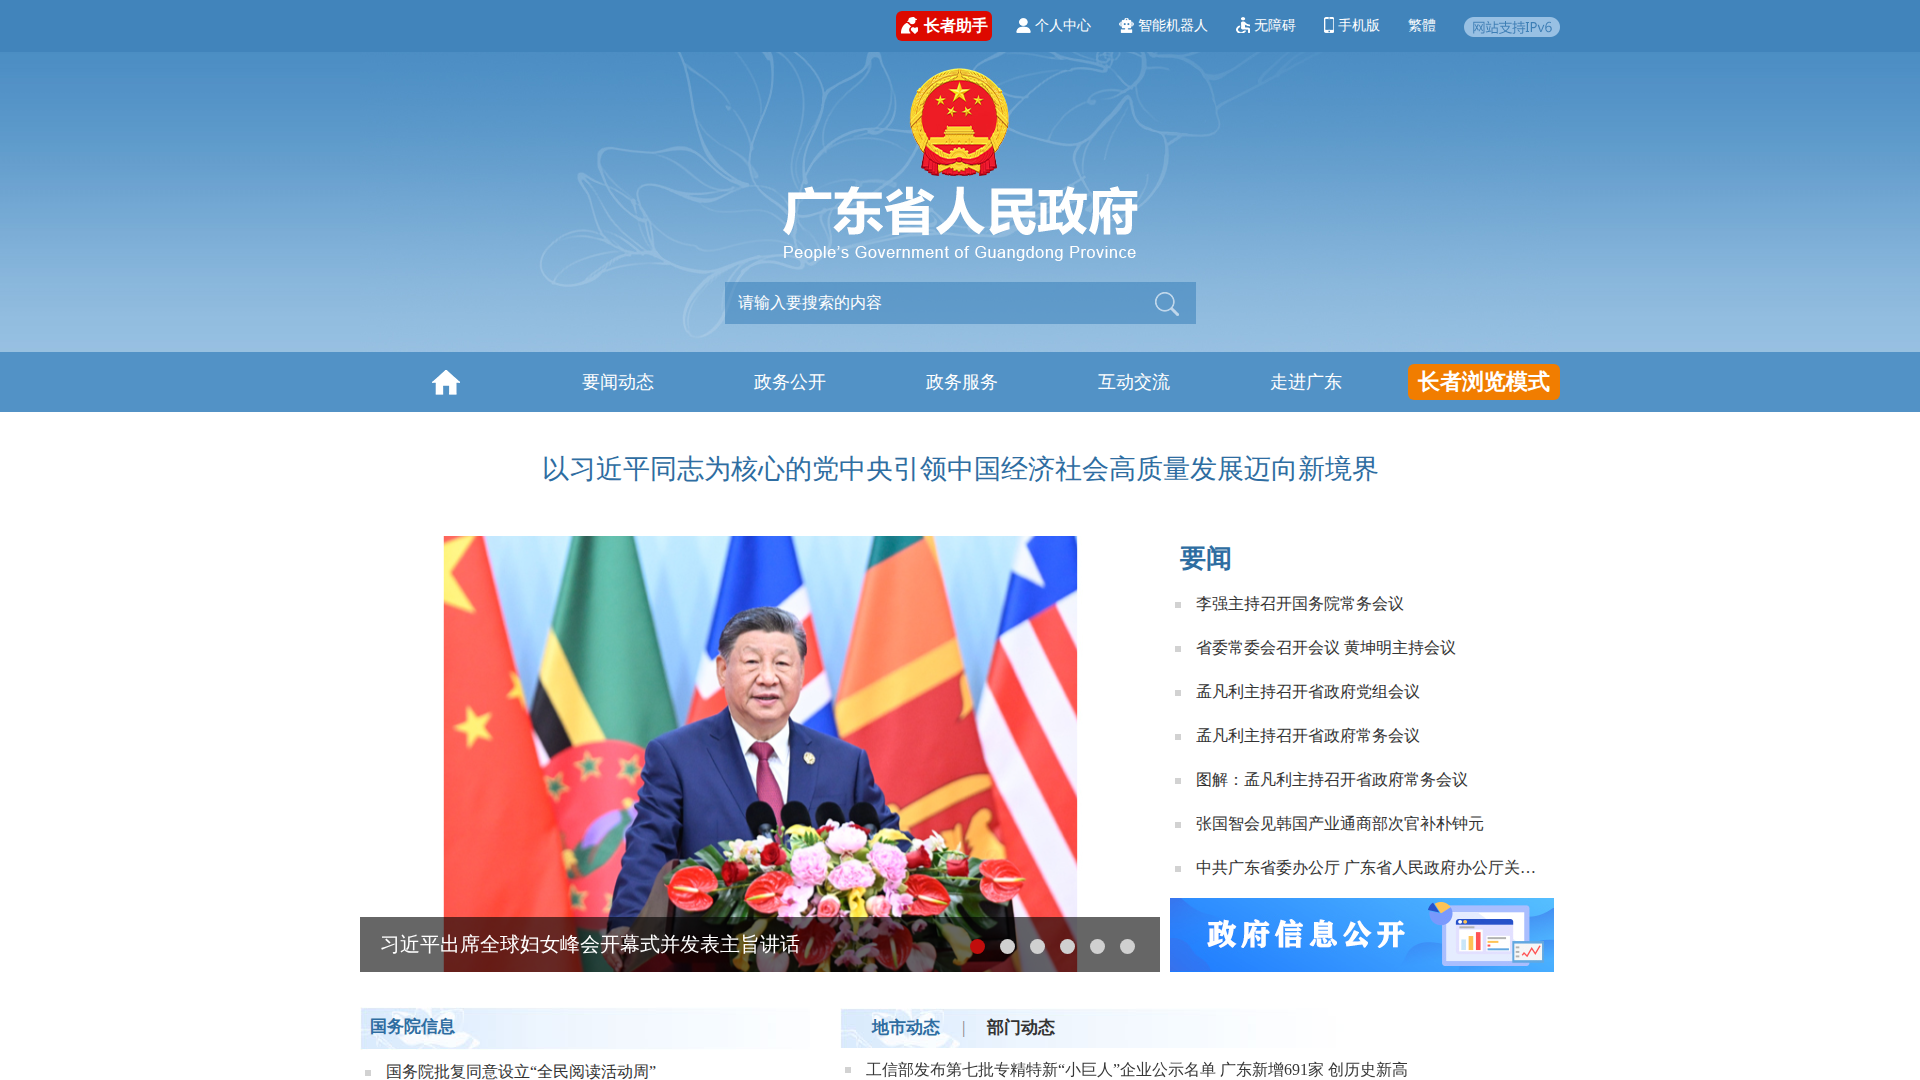 长者助手 个人中心 智能机器人 无障碍 手机版 繁體 网站支持IPv6
广东省人民政府
People's Government of Guangdong Province
请输入要搜索的内容
要闻动态 政务公开 政务服务 互动交流 走进广东 长者浏览模式
以习近平同志为核心的党中央引领中国经济社会高质量发展迈向新境界
习近平出席全球妇女峰会开幕式并发表主旨讲话
要闻
李强主持召开国务院常务会议
省委常委会召开会议 黄坤明主持会议
孟凡利主持召开省政府党组会议
孟凡利主持召开省政府常务会议
图解：孟凡利主持召开省政府常务会议
张国智会见韩国产业通商部次官补朴钟元
中共广东省委办公厅 广东省人民政府办公厅关…
政府信息公开
国务院信息
国务院批复同意设立“全民阅读活动周”
地市动态 | 部门动态
工信部发布第七批专精特新“小巨人”企业公示名单 广东新增691家 创历史新高